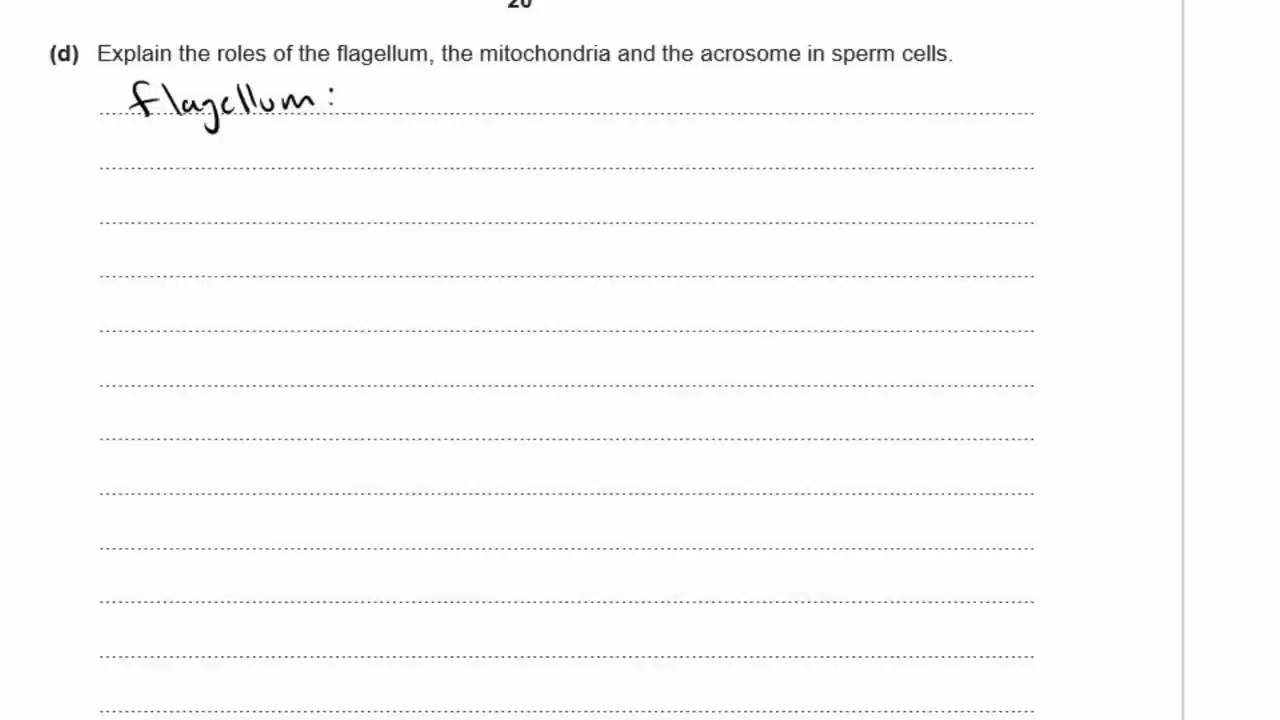 20
(d) Explain the roles of the flagellum, the mitochondria and the acrosome in sperm cells.
flagellum: